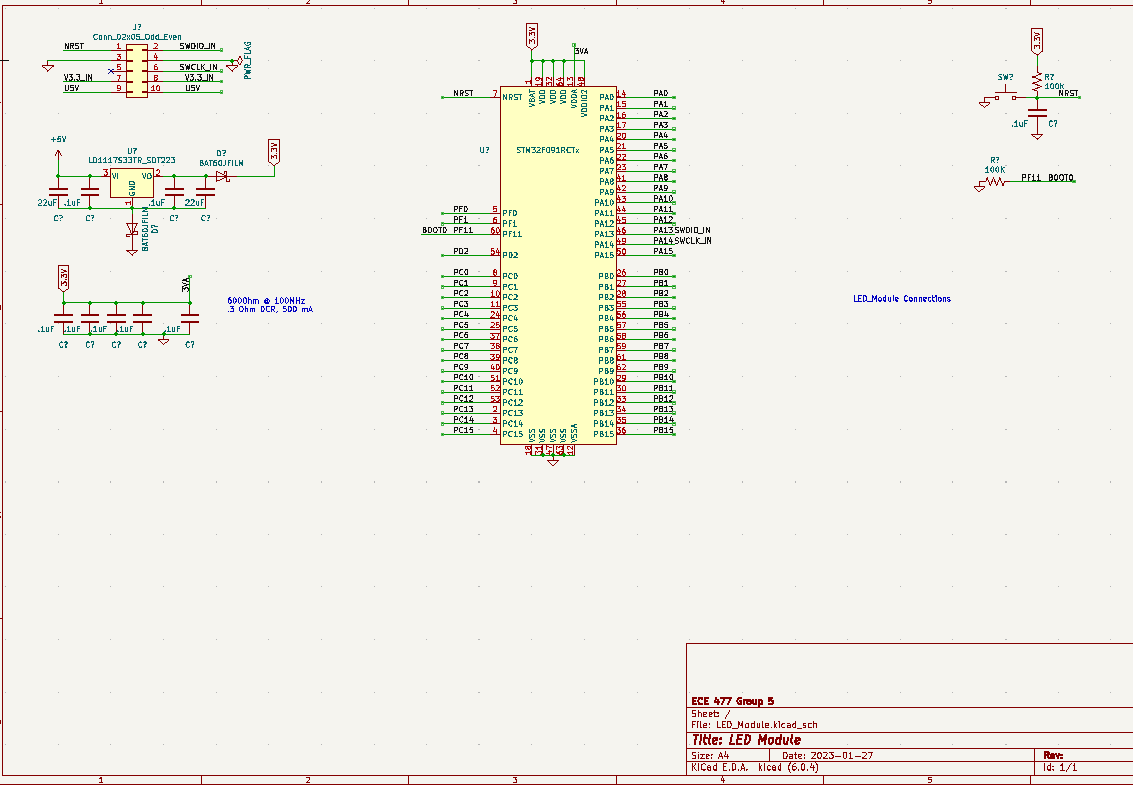 1 2 3 4 5
J?
Conn_02x05_Odd_Even
NRST 1 2 SWDIO_IN
3 4
5 6 SWCLK_IN
V3.3_IN 7 8 V3.3_IN
U5V 9 10 U5V
PWR_FLAG
+5V
U?
LD1117S33TR_SOT223
3 VI VO 2
GND
1
D?
BAT60JFILM
3.3V
22uF .1uF .1uF 22uF
C? C? C? C?
BAT60JFILM
D?
3.3V
3VA
.1uF .1uF .1uF .1uF .1uF
C? C? C? C? C?
600Ohm @ 100MHz
.3 Ohm DCR, 500 mA
3.3V
3VA
1 19 32 64 13 48
VBAT VDD VDD VDD VDDA VDDIO2
U?
STM32F091RCTx
NRST 7 NRST
PF0 5 PF0
PF1 6 PF1
BOOT0 PF11 60 PF11
PD2 54 PD2
PC0 8 PC0
PC1 9 PC1
PC2 10 PC2
PC3 11 PC3
PC4 24 PC4
PC5 25 PC5
PC6 37 PC6
PC7 38 PC7
PC8 39 PC8
PC9 40 PC9
PC10 51 PC10
PC11 52 PC11
PC12 53 PC12
PC13 2 PC13
PC14 3 PC14
PC15 4 PC15
PA0 14 PA0
PA1 15 PA1
PA2 16 PA2
PA3 17 PA3
PA4 20 PA4
PA5 21 PA5
PA6 22 PA6
PA7 23 PA7
PA8 41 PA8
PA9 42 PA9
PA10 43 PA10
PA11 44 PA11
PA12 45 PA12
PA13 46 PA13 SWDIO_IN
PA14 49 PA14 SWCLK_IN
PA15 50 PA15
PB0 26 PB0
PB1 27 PB1
PB2 28 PB2
PB3 55 PB3
PB4 56 PB4
PB5 57 PB5
PB6 58 PB6
PB7 59 PB7
PB8 61 PB8
PB9 62 PB9
PB10 29 PB10
PB11 30 PB11
PB12 33 PB12
PB13 34 PB13
PB14 35 PB14
PB15 36 PB15
VSS VSS VSS VSS VSSA
18 31 47 63 12
3.3V
SW?
R?
100k
NRST
.1uF C?
R?
100K
PF11 BOOT0
LED_Module Connections
ECE 477 Group 5
Sheet: /
File: LED_Module.kicad_sch
Title: LED Module
Size: A4 Date: 2023-01-27 Rev:
KiCad E.D.A. kicad (6.0.4) Id: 1/1
1 2 3 4 5